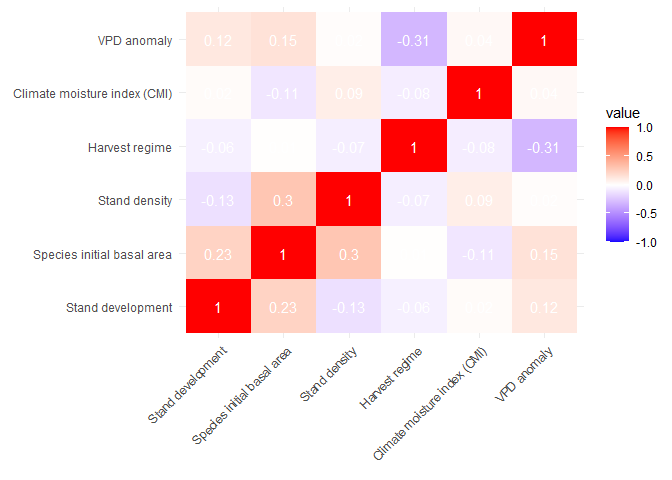 VPD anomaly 0.12 0.15 -0.31 1
Climate moisture index (CMI) -0.11 0.09 -0.08 1
Harvest regime -0.06 -0.07 1 -0.08 -0.31
Stand density -0.13 0.3 1 -0.07 0.09
Species initial basal area 0.23 1 0.3 -0.11 0.15
Stand development 1 0.23 -0.13 -0.06 0.12
value
1.0
0.5
0.0
-0.5
-1.0
Stand development
Species initial basal area
Stand density
Harvest regime
Climate moisture index (CMI)
VPD anomaly